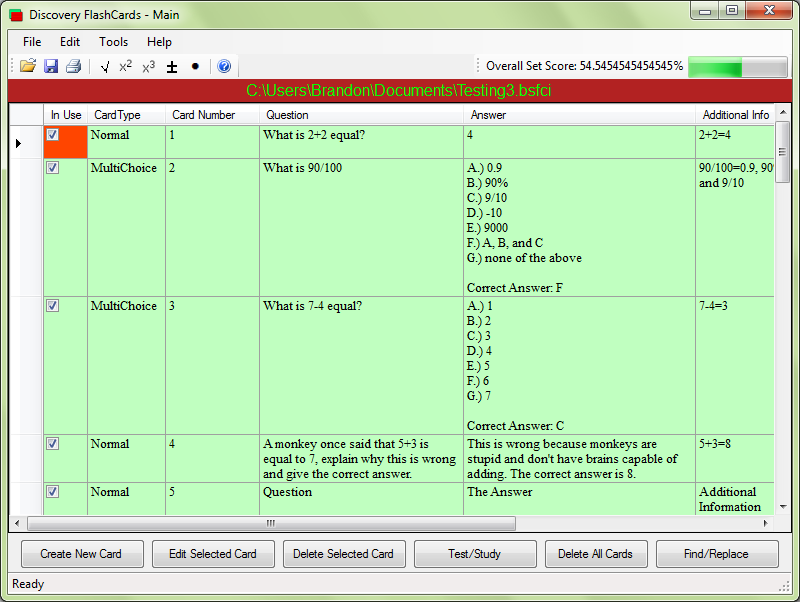 Discovery FlashCards - Main
File Edit Tools Help
√ x² x³ ± • ? Overall Set Score: 54.5454545454545%
C:\Users\Brandon\Documents\Testing3.bsfci
In Use CardType Card Number Question Answer Additional Info
Normal 1 What is 2+2 equal? 4 2+2=4
MultiChoice 2 What is 90/100 A.) 0.9 90/100=0.9, 90
B.) 90% and 9/10
C.) 9/10
D.) -10
E.) 9000
F.) A, B, and C
G.) none of the above
Correct Answer: F
MultiChoice 3 What is 7-4 equal? A.) 1 7-4=3
B.) 2
C.) 3
D.) 4
E.) 5
F.) 6
G.) 7
Correct Answer: C
Normal 4 A monkey once said that 5+3 is This is wrong because monkeys are 5+3=8
equal to 7, explain why this is wrong stupid and don't have brains capable of
and give the correct answer. adding. The correct answer is 8.
Normal 5 Question The Answer Additional
Information
Create New Card Edit Selected Card Delete Selected Card Test/Study Delete All Cards Find/Replace
Ready